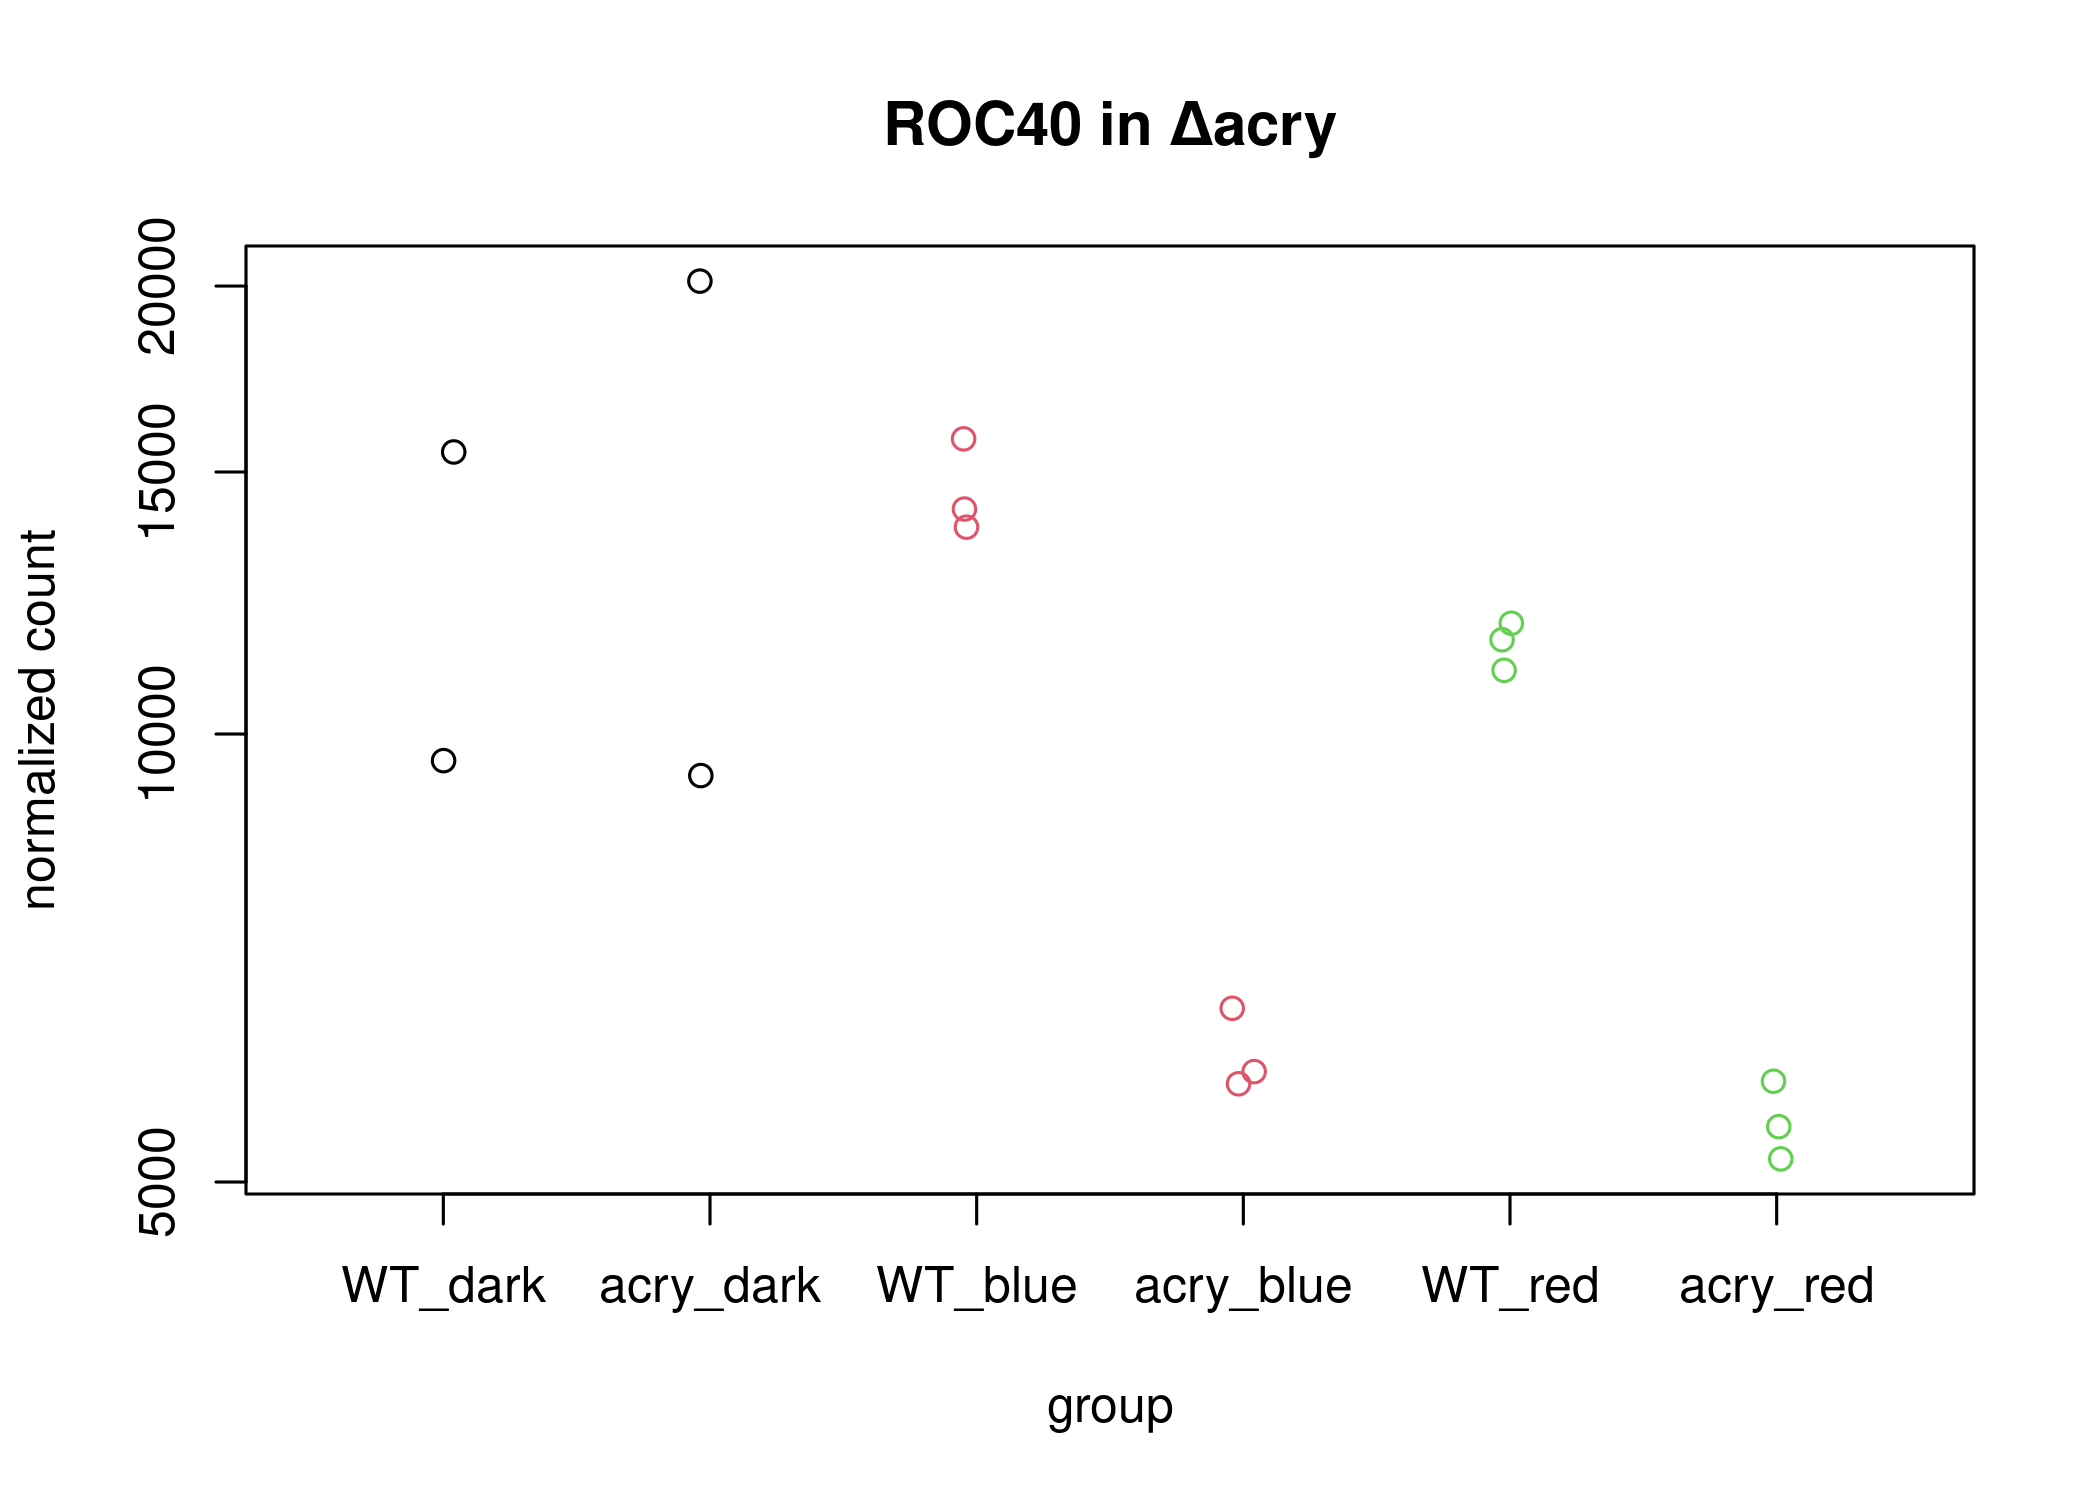 ROC40 in Δacry
20000
15000
10000
5000
normalized count
WT_dark acry_dark WT_blue acry_blue WT_red acry_red
group